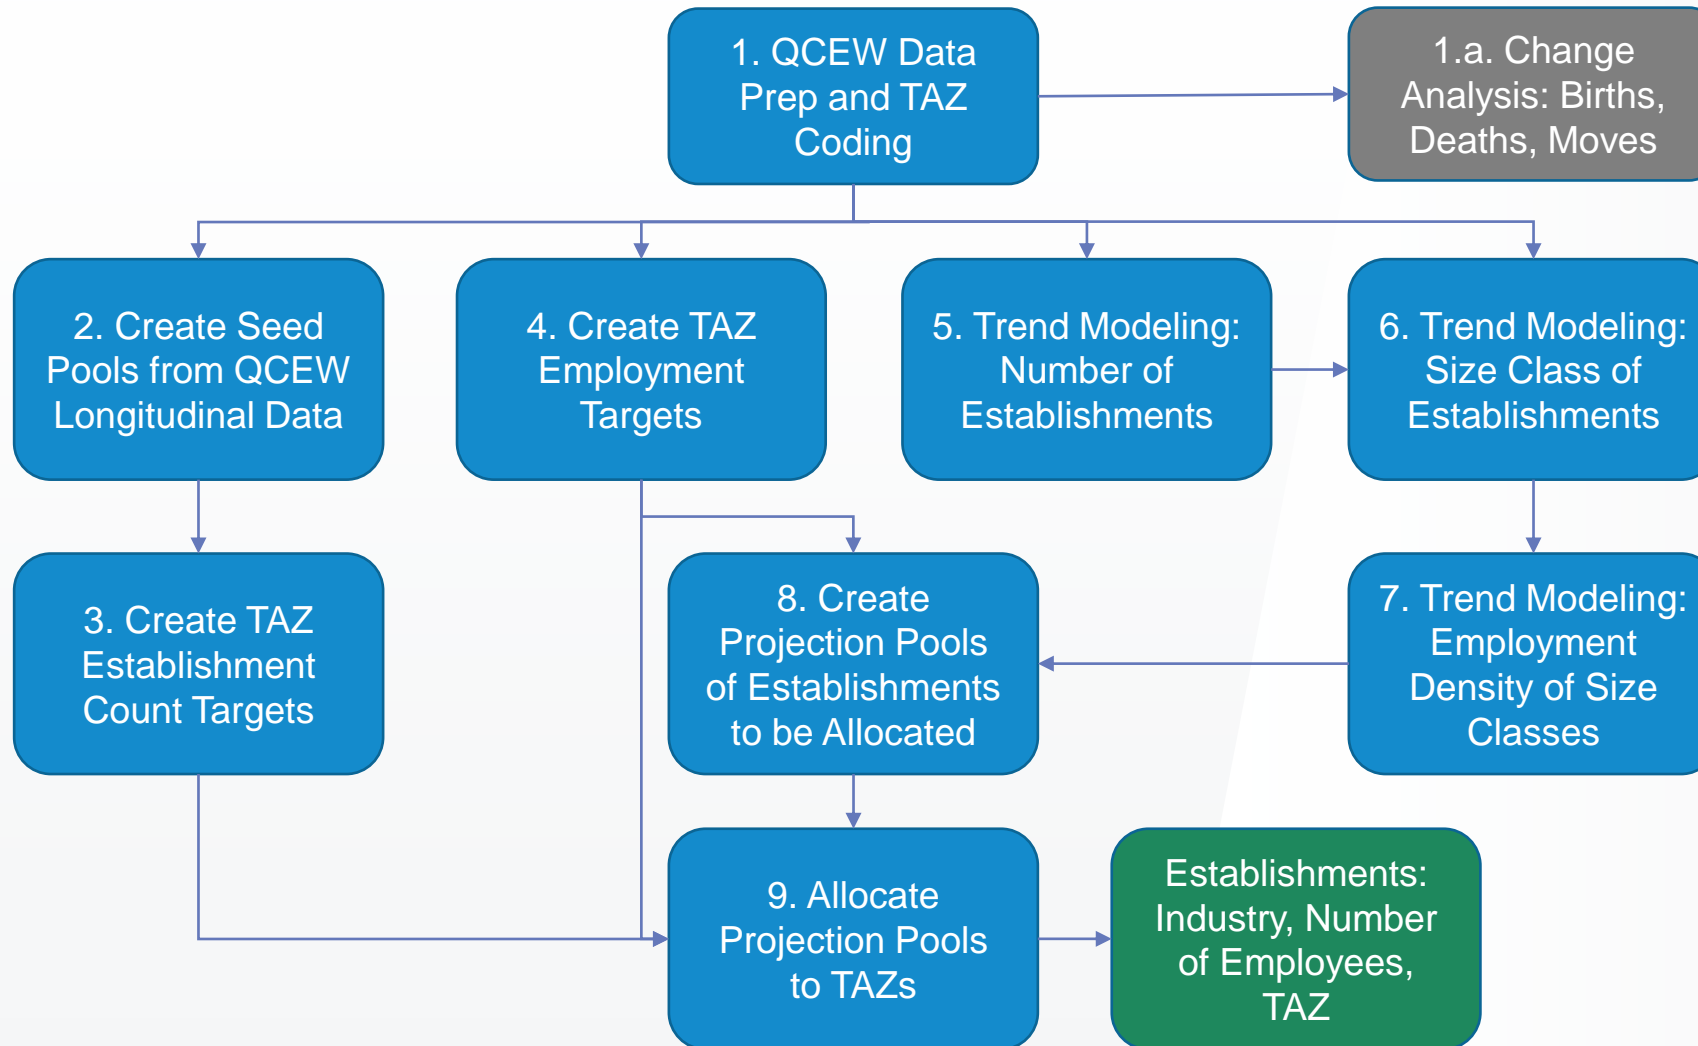 1. QCEW Data
Prep and TAZ
Coding
1.a. Change
Analysis: Births,
Deaths, Moves
2. Create Seed
Pools from QCEW
Longitudinal Data
4. Create TAZ
Employment
Targets
5. Trend Modeling:
Number of
Establishments
6. Trend Modeling:
Size Class of
Establishments
3. Create TAZ
Establishment
Count Targets
8. Create
Projection Pools
of Establishments
to be Allocated
7. Trend Modeling:
Employment
Density of Size
Classes
9. Allocate
Projection Pools
to TAZs
Establishments:
Industry, Number
of Employees,
TAZ